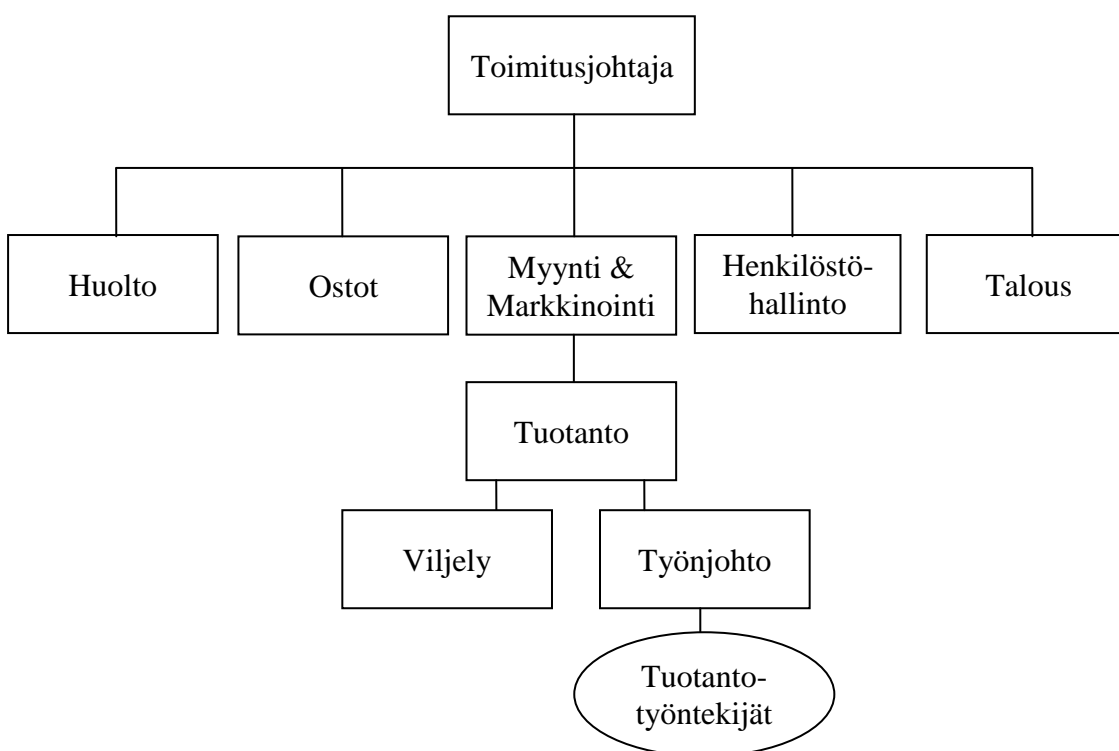 Toimitusjohtaja
Huolto
Ostot
Myynti &
Markkinointi
Henkilöstö-
hallinto
Talous
Tuotanto
Viljely
Työnjohto
Tuotanto-
työntekijät